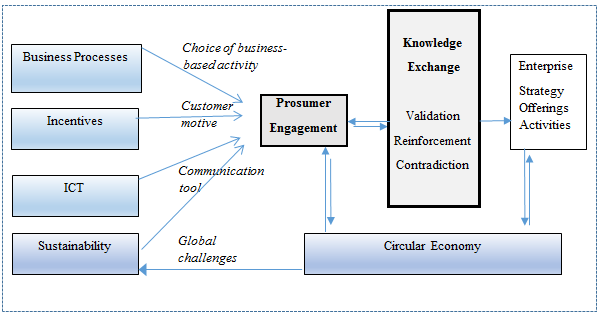 Business Processes
Choice of business-
based activity
Incentives
Customer
motive
ICT
Communication
tool
Sustainability
Global
challenges
Prosumer
Engagement
Knowledge
Exchange
Validation
Reinforcement
Contradiction
Enterprise
Strategy
Offerings
Activities
Circular Economy